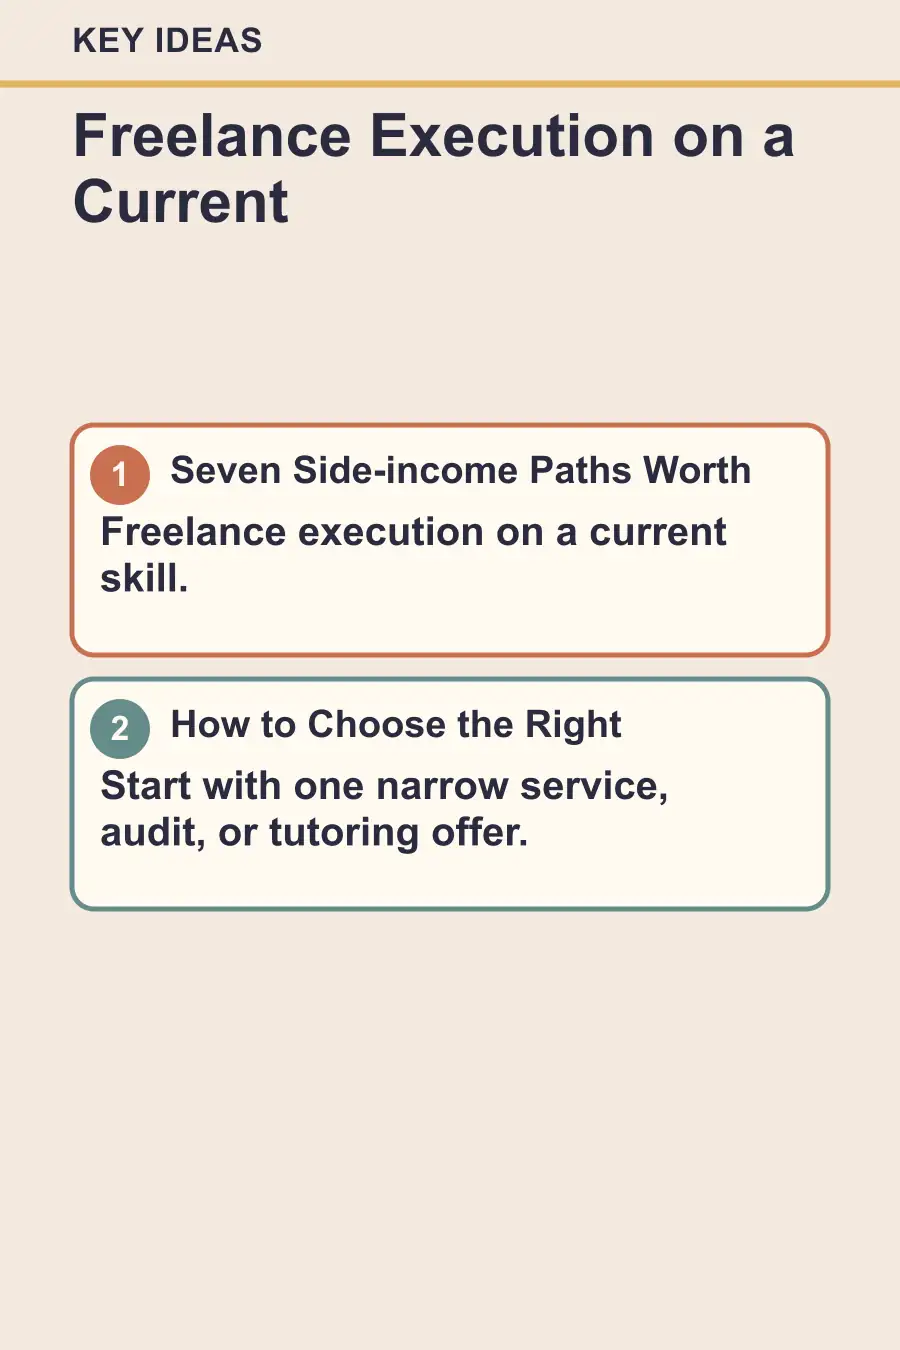 KEY IDEAS
Freelance Execution on a
Current
1 Seven Side-income Paths Worth
Freelance execution on a current
skill.
2 How to Choose the Right
Start with one narrow service,
audit, or tutoring offer.